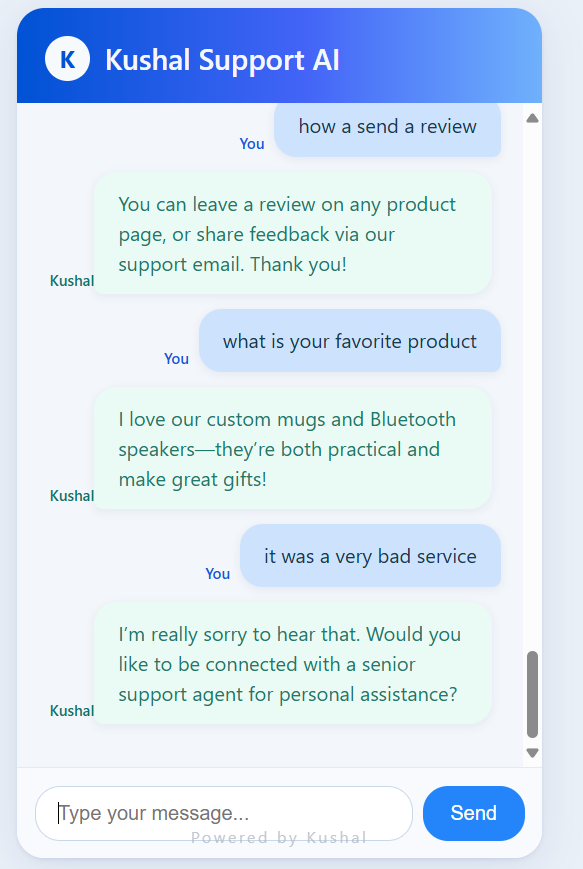 K
Kushal Support AI
how a send a review
You
You can leave a review on any product
page, or share feedback via our
support email. Thank you!
Kushal
what is your favorite product
You
I love our custom mugs and Bluetooth
speakers—they’re both practical and
make great gifts!
Kushal
it was a very bad service
You
I’m really sorry to hear that. Would you
like to be connected with a senior
support agent for personal assistance?
Kushal
Type your message...
Send
Powered by Kushal